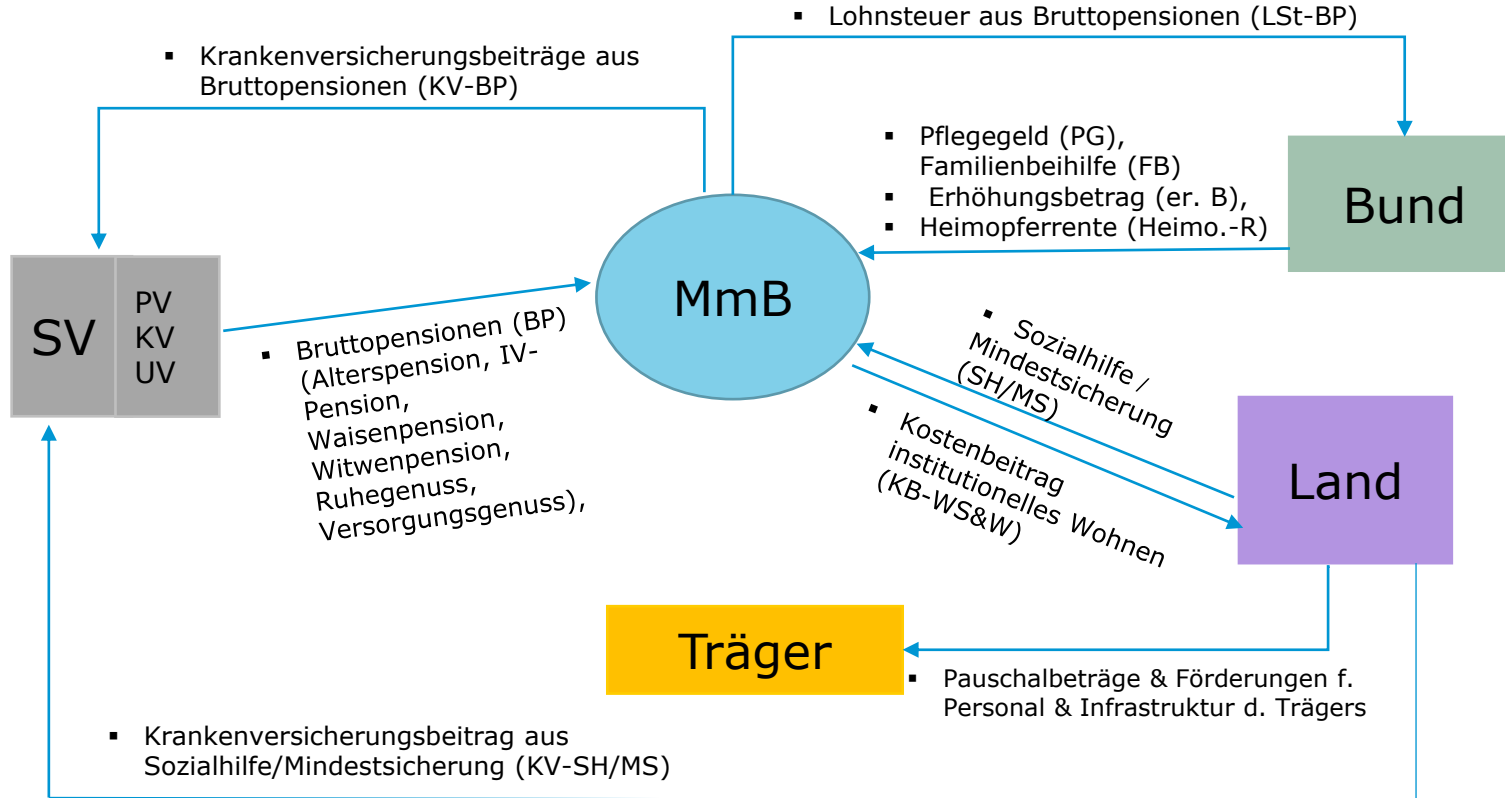 ▪ Lohnsteuer aus Bruttopensionen (LSt-BP)
▪ Krankenversicherungsbeiträge aus
Bruttopensionen (KV-BP)
▪ Pflegegeld (PG),
Familienbeihilfe (FB)
▪ Erhöhungsbetrag (er. B),
▪ Heimopferrente (Heimo.-R)
Bund
MmB
SV
PV
KV
UV
▪ Bruttopensionen (BP)
(Alterspension, IV-
Pension,
Waisenpension,
Witwenpension,
Ruhegenuss,
Versorgungsgenuss),
▪ Sozialhilfe /
Mindestsicherung
(SH/MS)
▪ Kostenbeitrag
institutionelles Wohnen
(KB-WS&W)
Land
Träger
▪ Pauschalbeträge & Förderungen f.
Personal & Infrastruktur d. Trägers
▪ Krankenversicherungsbeitrag aus
Sozialhilfe/Mindestsicherung (KV-SH/MS)